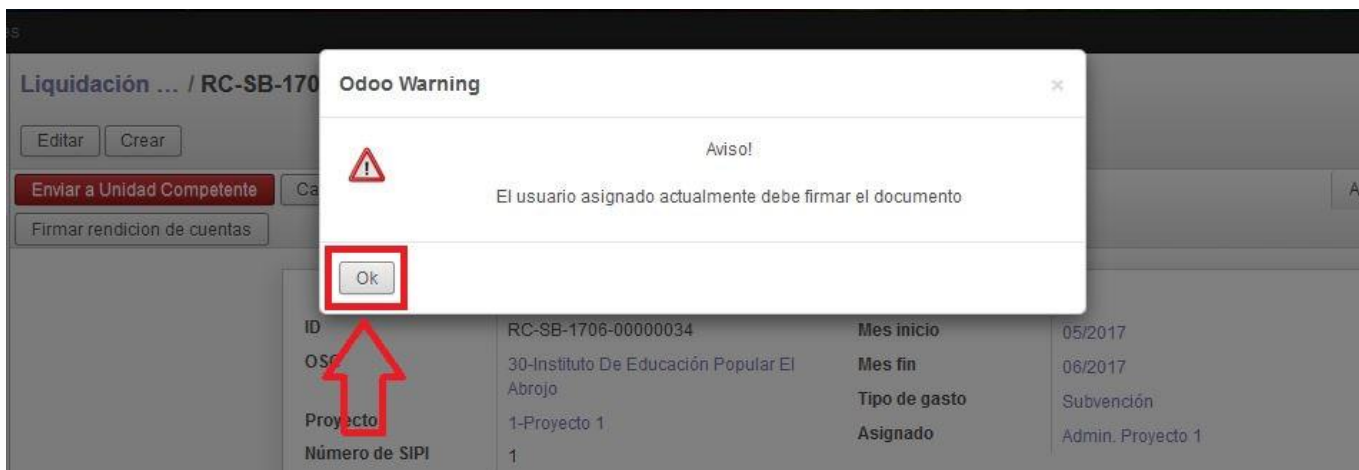 es
Liquidación ... / RC-SB-170
Odoo Warning
×
Editar
Crear
Aviso!
El usuario asignado actualmente debe firmar el documento
Enviar a Unidad Competente
Ca
A
Firmar rendicion de cuentas
Ok
ID RC-SB-1706-00000034 Mes inicio 05/2017
OSC 30-Instituto De Educación Popular El Mes fin 06/2017
Abrojo Tipo de gasto Subvención
Proyecto 1-Proyecto 1 Asignado Admin. Proyecto 1
Número de SIPI 1